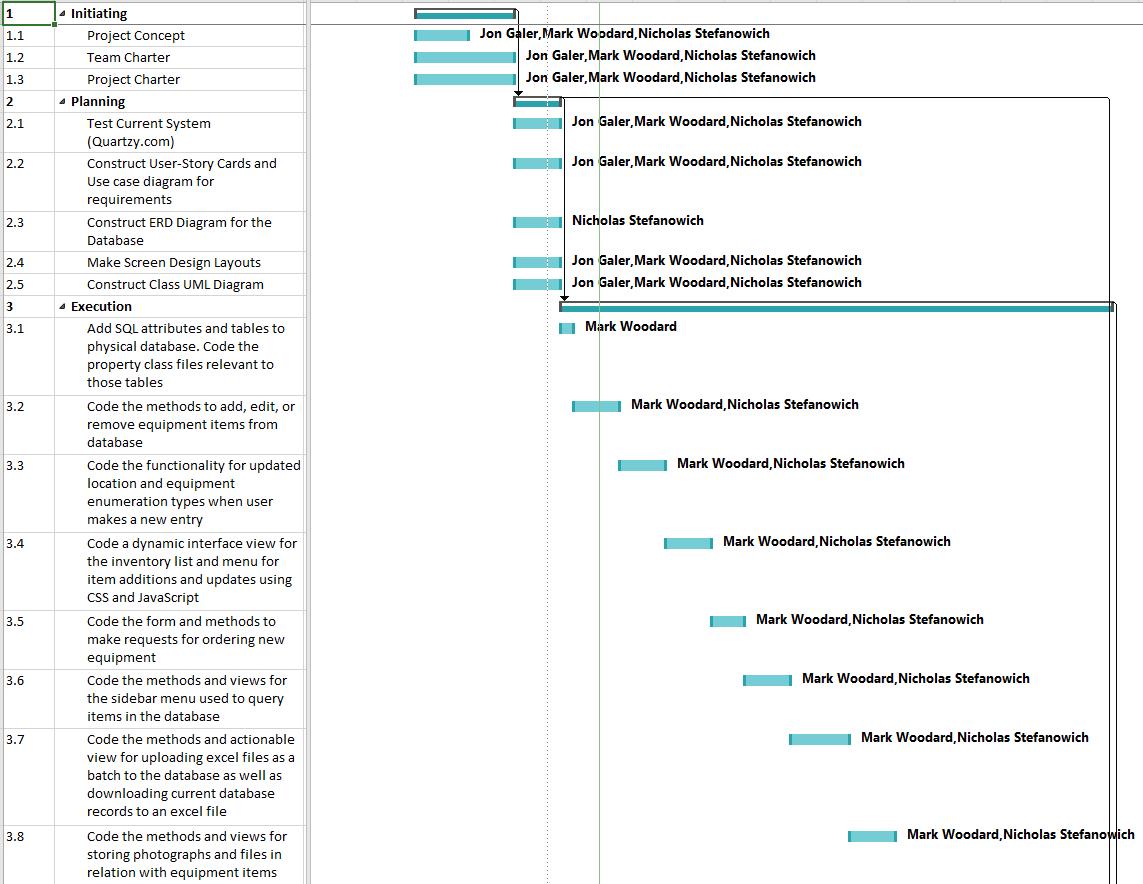 1 Initiating
1.1 Project Concept Jon Galer,Mark Woodard,Nicholas Stefanowich
1.2 Team Charter Jon Galer,Mark Woodard,Nicholas Stefanowich
1.3 Project Charter Jon Galer,Mark Woodard,Nicholas Stefanowich
2 Planning
2.1 Test Current System Jon Galer,Mark Woodard,Nicholas Stefanowich
(Quartzy.com)
2.2 Construct User-Story Cards and Jon Galer,Mark Woodard,Nicholas Stefanowich
Use case diagram for
requirements
2.3 Construct ERD Diagram for the Nicholas Stefanowich
Database
2.4 Make Screen Design Layouts Jon Galer,Mark Woodard,Nicholas Stefanowich
2.5 Construct Class UML Diagram Jon Galer,Mark Woodard,Nicholas Stefanowich
3 Execution
3.1 Add SQL attributes and tables to Mark Woodard
physical database. Code the
property class files relevant to
those tables
3.2 Code the methods to add, edit, or Mark Woodard,Nicholas Stefanowich
remove equipment items from
database
3.3 Code the functionality for updated Mark Woodard,Nicholas Stefanowich
location and equipment
enumeration types when user
makes a new entry
3.4 Code a dynamic interface view for Mark Woodard,Nicholas Stefanowich
the inventory list and menu for
item additions and updates using
CSS and JavaScript
3.5 Code the form and methods to Mark Woodard,Nicholas Stefanowich
make requests for ordering new
equipment
3.6 Code the methods and views for Mark Woodard,Nicholas Stefanowich
the sidebar menu used to query
items in the database
3.7 Code the methods and actionable Mark Woodard,Nicholas Stefanowich
view for uploading excel files as a
batch to the database as well as
downloading current database
records to an excel file
3.8 Code the methods and views for Mark Woodard,Nicholas Stefanowich
storing photographs and files in
relation with equipment items